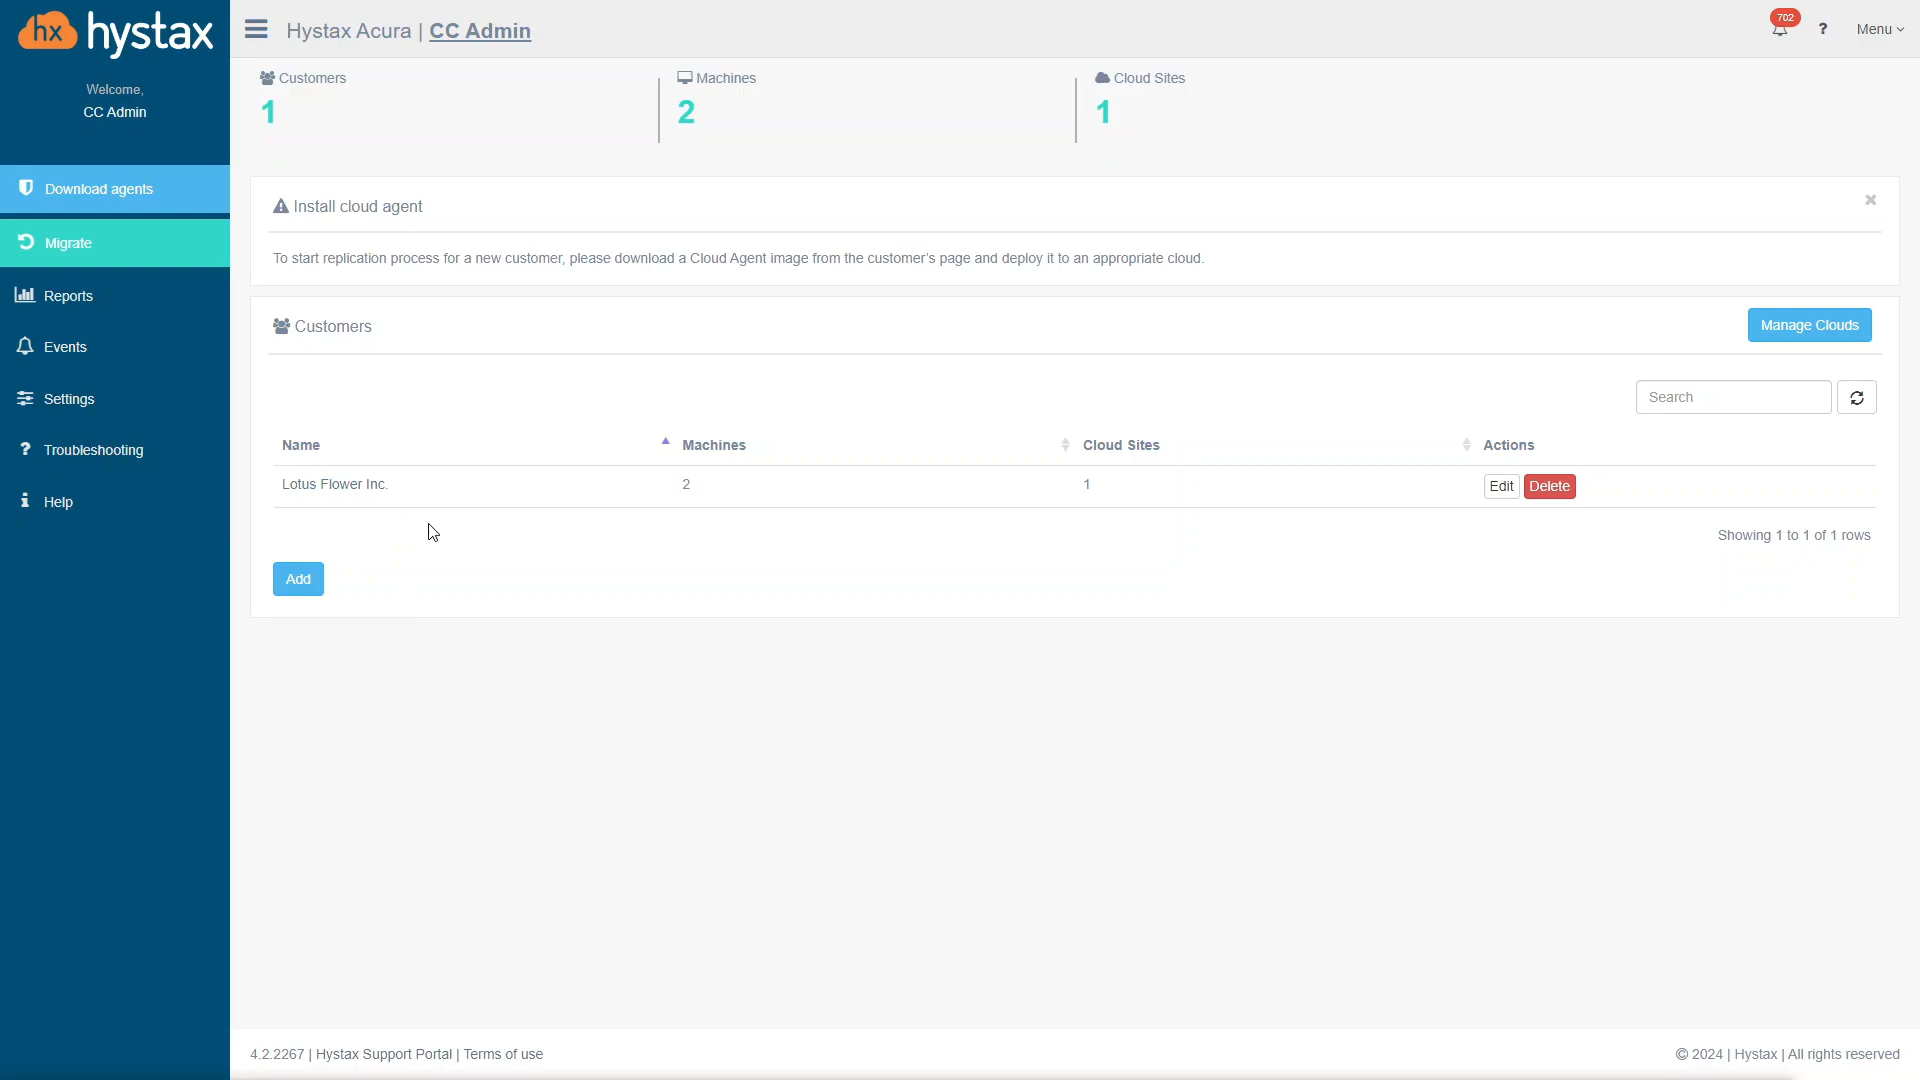 hx hystax
Welcome,
CC Admin
Download agents
Migrate
Reports
Events
Settings
Troubleshooting
Help
Hystax Acura | CC Admin
702
?
Menu
Customers
1
Machines
2
Cloud Sites
1
Install cloud agent
To start replication process for a new customer, please download a Cloud Agent image from the customer's page and deploy it to an appropriate cloud.
Customers
Manage Clouds
Search
Name Machines Cloud Sites Actions
Lotus Flower Inc. 2 1 Edit Delete
Showing 1 to 1 of 1 rows
Add
4.2.2267 | Hystax Support Portal | Terms of use
© 2024 | Hystax | All rights reserved